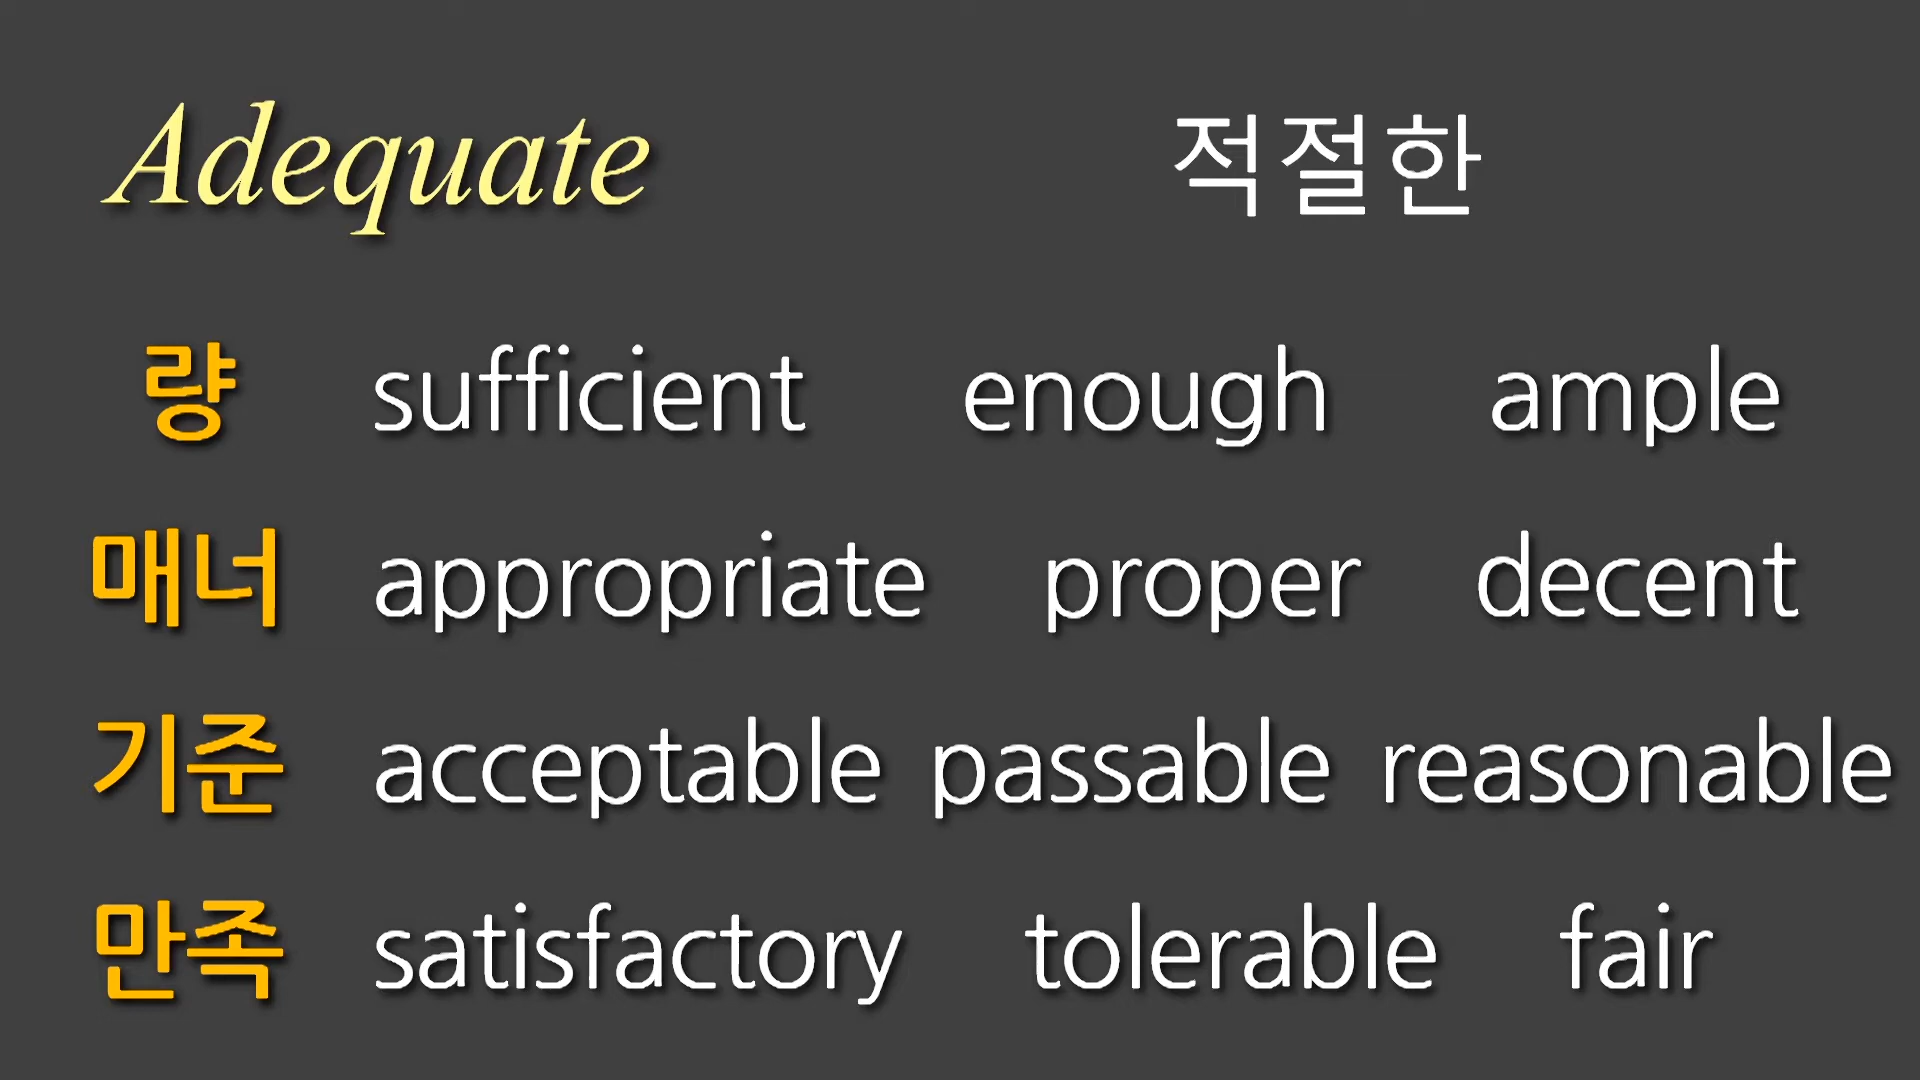 Adequate 적절한
량 sufficient enough ample
매너 appropriate proper decent
기준 acceptable passable reasonable
만족 satisfactory tolerable fair